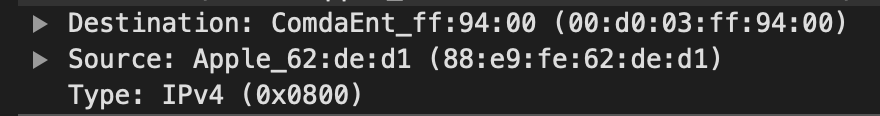 Destination: ComdaEnt_ff:94:00 (00:d0:03:ff:94:00)
Source: Apple_62:de:d1 (88:e9:fe:62:de:d1)
Type: IPv4 (0x0800)